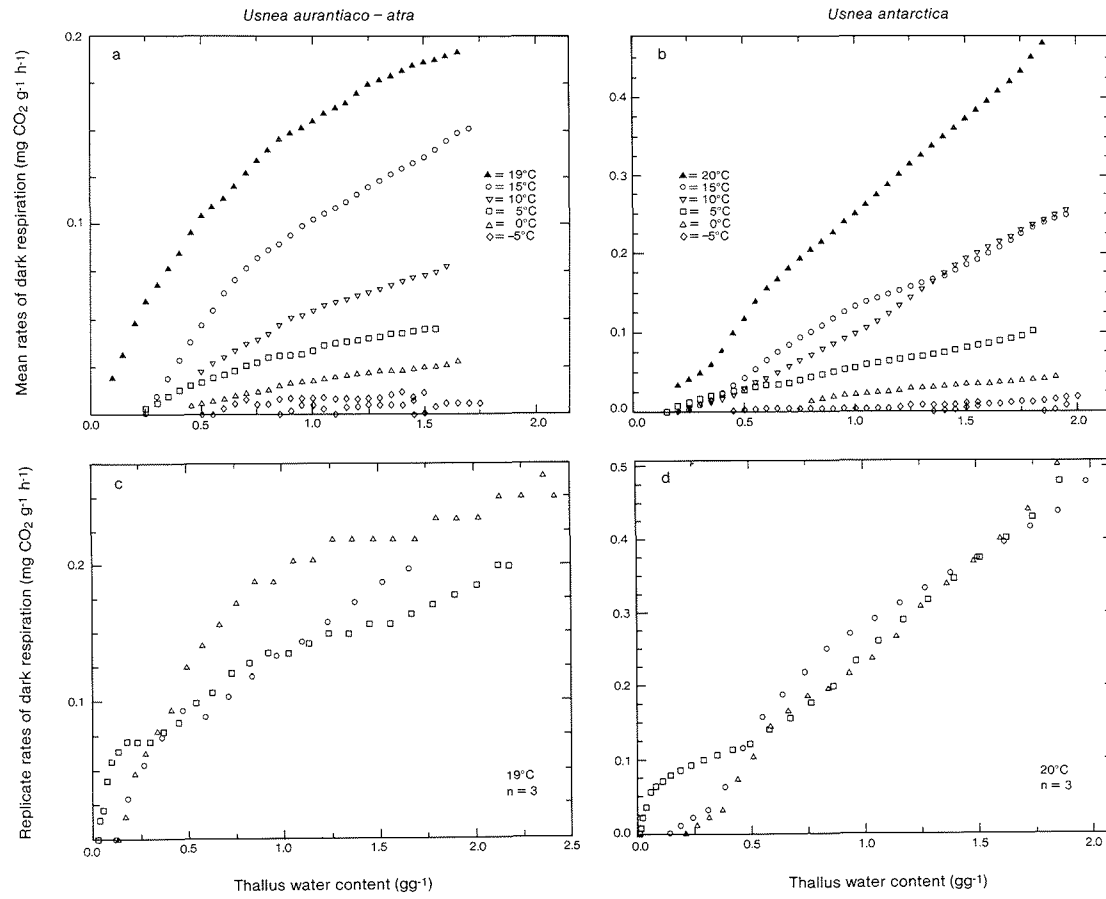 Usnea aurantiaco – atra
Usnea antarctica
Mean rates of dark respiration (mg CO₂ g⁻¹ h⁻¹)
a
0.2
0.1
▲ = 19°C
○ = 15°C
▽ = 10°C
□ = 5°C
△ = 0°C
◇ = –5°C
0.0 0.5 1.0 1.5 2.0
b
0.4
0.3
0.2
0.1
0.0
▲ = 20°C
○ = 15°C
▽ = 10°C
□ = 5°C
△ = 0°C
◇ = –5°C
0.0 0.5 1.0 1.5 2.0
Replicate rates of dark respiration (mg CO₂ g⁻¹ h⁻¹)
c
0.2
0.1
19°C
n = 3
0.0 0.5 1.0 1.5 2.0 2.5
Thallus water content (gg⁻¹)
d
0.5
0.4
0.3
0.2
0.1
0.0
20°C
n = 3
0.0 0.5 1.0 1.5 2.0
Thallus water content (gg⁻¹)